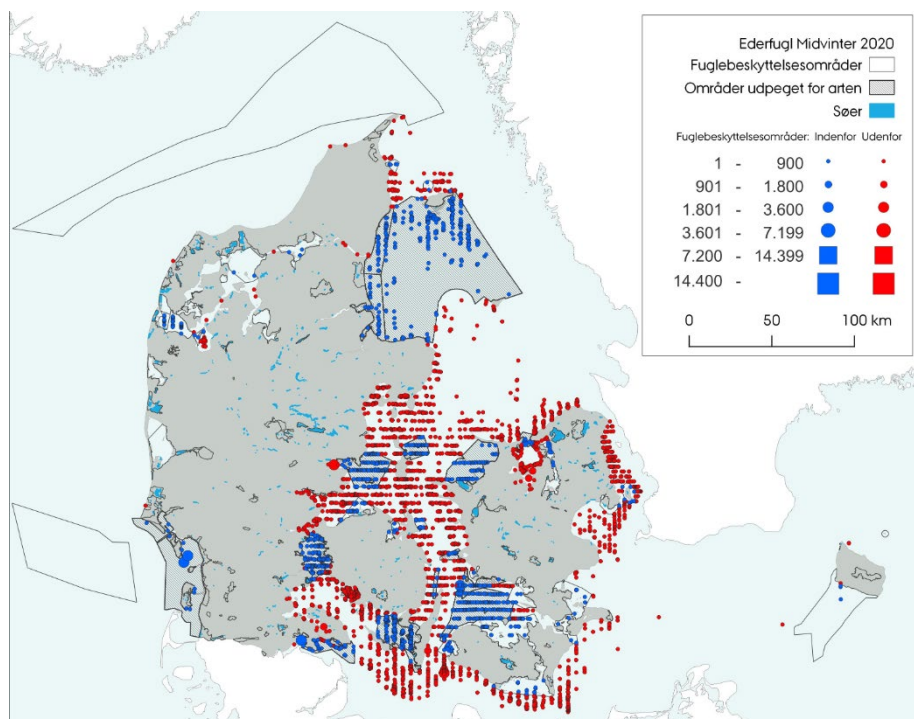 Ederfugl Midvinter 2020
Fuglebeskyttelsesområder
Områder udpeget for arten
Søer
Fuglebeskyttelsesområder: Indenfor Udenfor
1 - 900
901 - 1.800
1.801 - 3.600
3.601 - 7.199
7.200 - 14.399
14.400 -
0 50 100 km